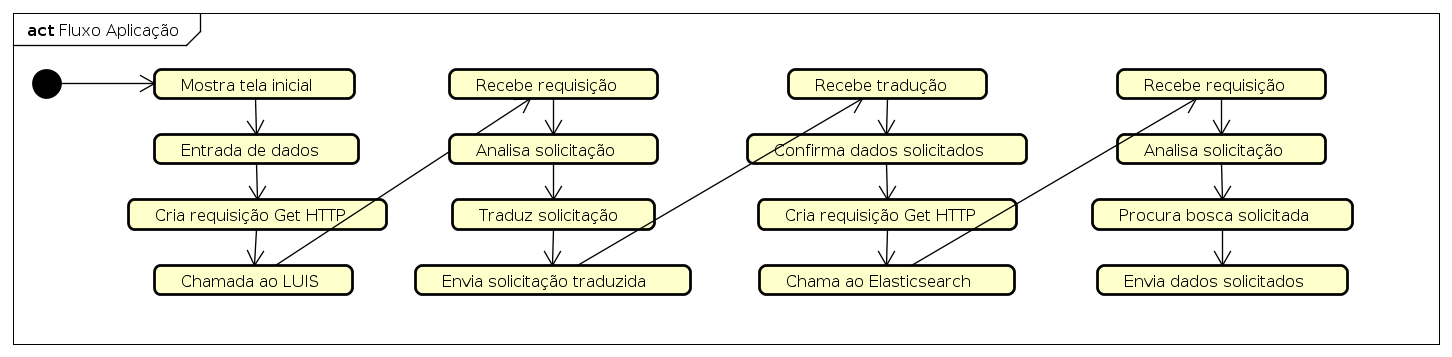 act Fluxo Aplicação
Mostra tela inicial
Entrada de dados
Cria requisição Get HTTP
Chamada ao LUIS
Recebe requisição
Analisa solicitação
Traduz solicitação
Envia solicitação traduzida
Recebe tradução
Confirma dados solicitados
Cria requisição Get HTTP
Chama ao Elasticsearch
Recebe requisição
Analisa solicitação
Procura bosca solicitada
Envia dados solicitados